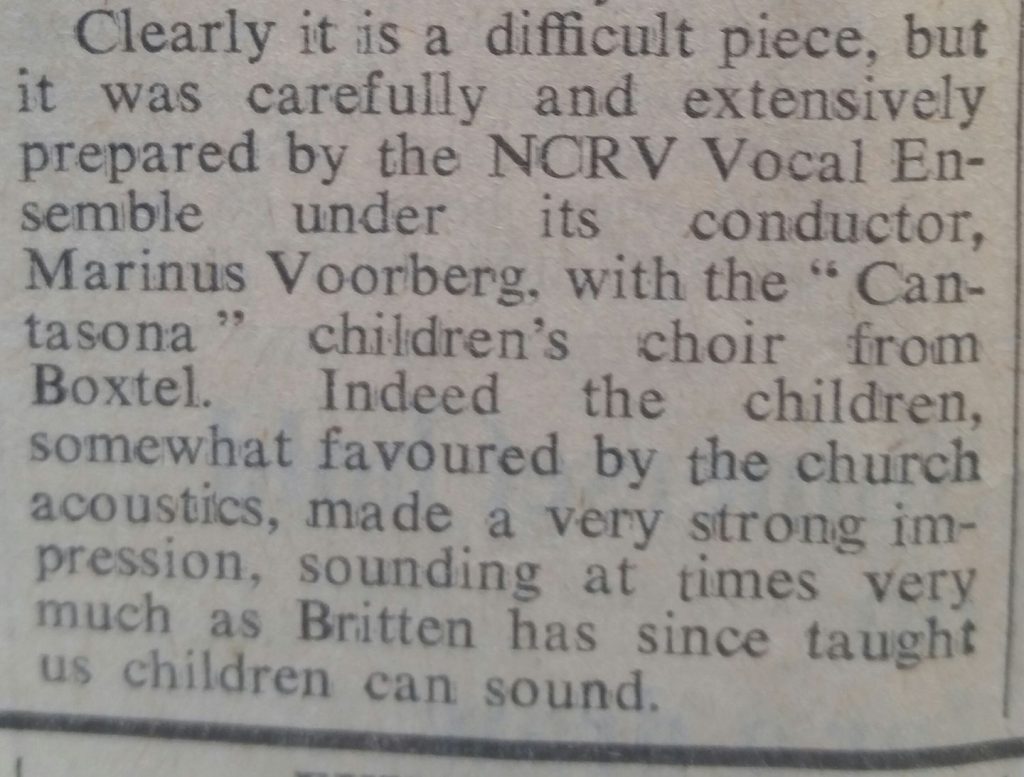 Clearly it is a difficult piece, but
it was carefully and extensively
prepared by the NCRV Vocal En-
semble under its conductor,
Marinus Voorberg, with the “ Can-
tasona ” children’s choir from
Boxtel. Indeed the children,
somewhat favoured by the church
acoustics, made a very strong im-
pression, sounding at times very
much as Britten has since taught
us children can sound.